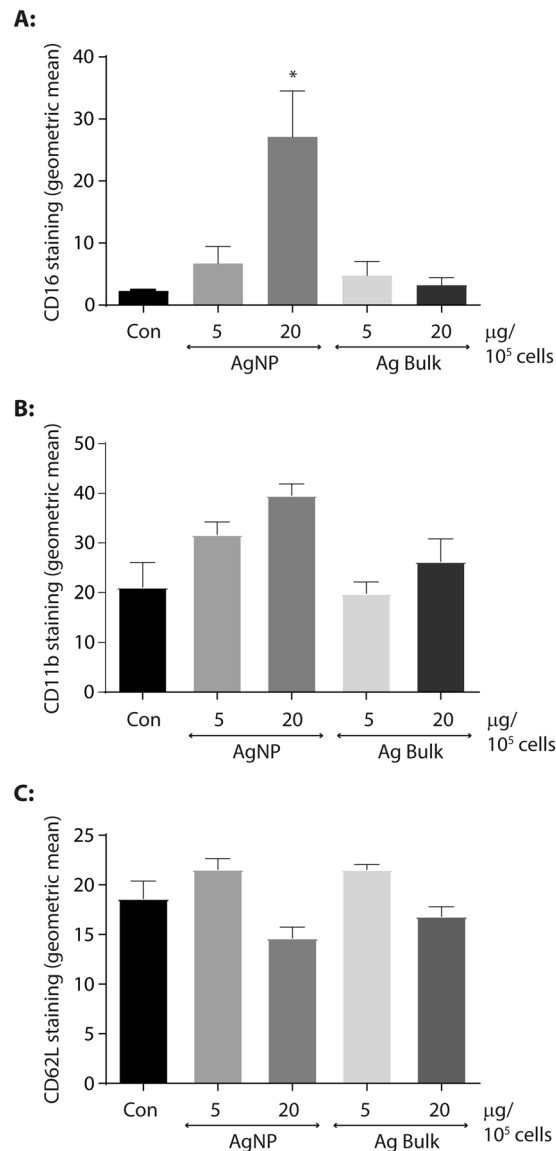 A:
CD16 staining (geometric mean)
40
30
20
10
0
*
Con 5 20 5 20 µg/
10⁵ cells
AgNP Ag Bulk
B:
CD11b staining (geometric mean)
50
40
30
20
10
0
Con 5 20 5 20 µg/
10⁵ cells
AgNP Ag Bulk
C:
CD62L staining (geometric mean)
25
20
15
10
5
0
Con 5 20 5 20 µg/
10⁵ cells
AgNP Ag Bulk